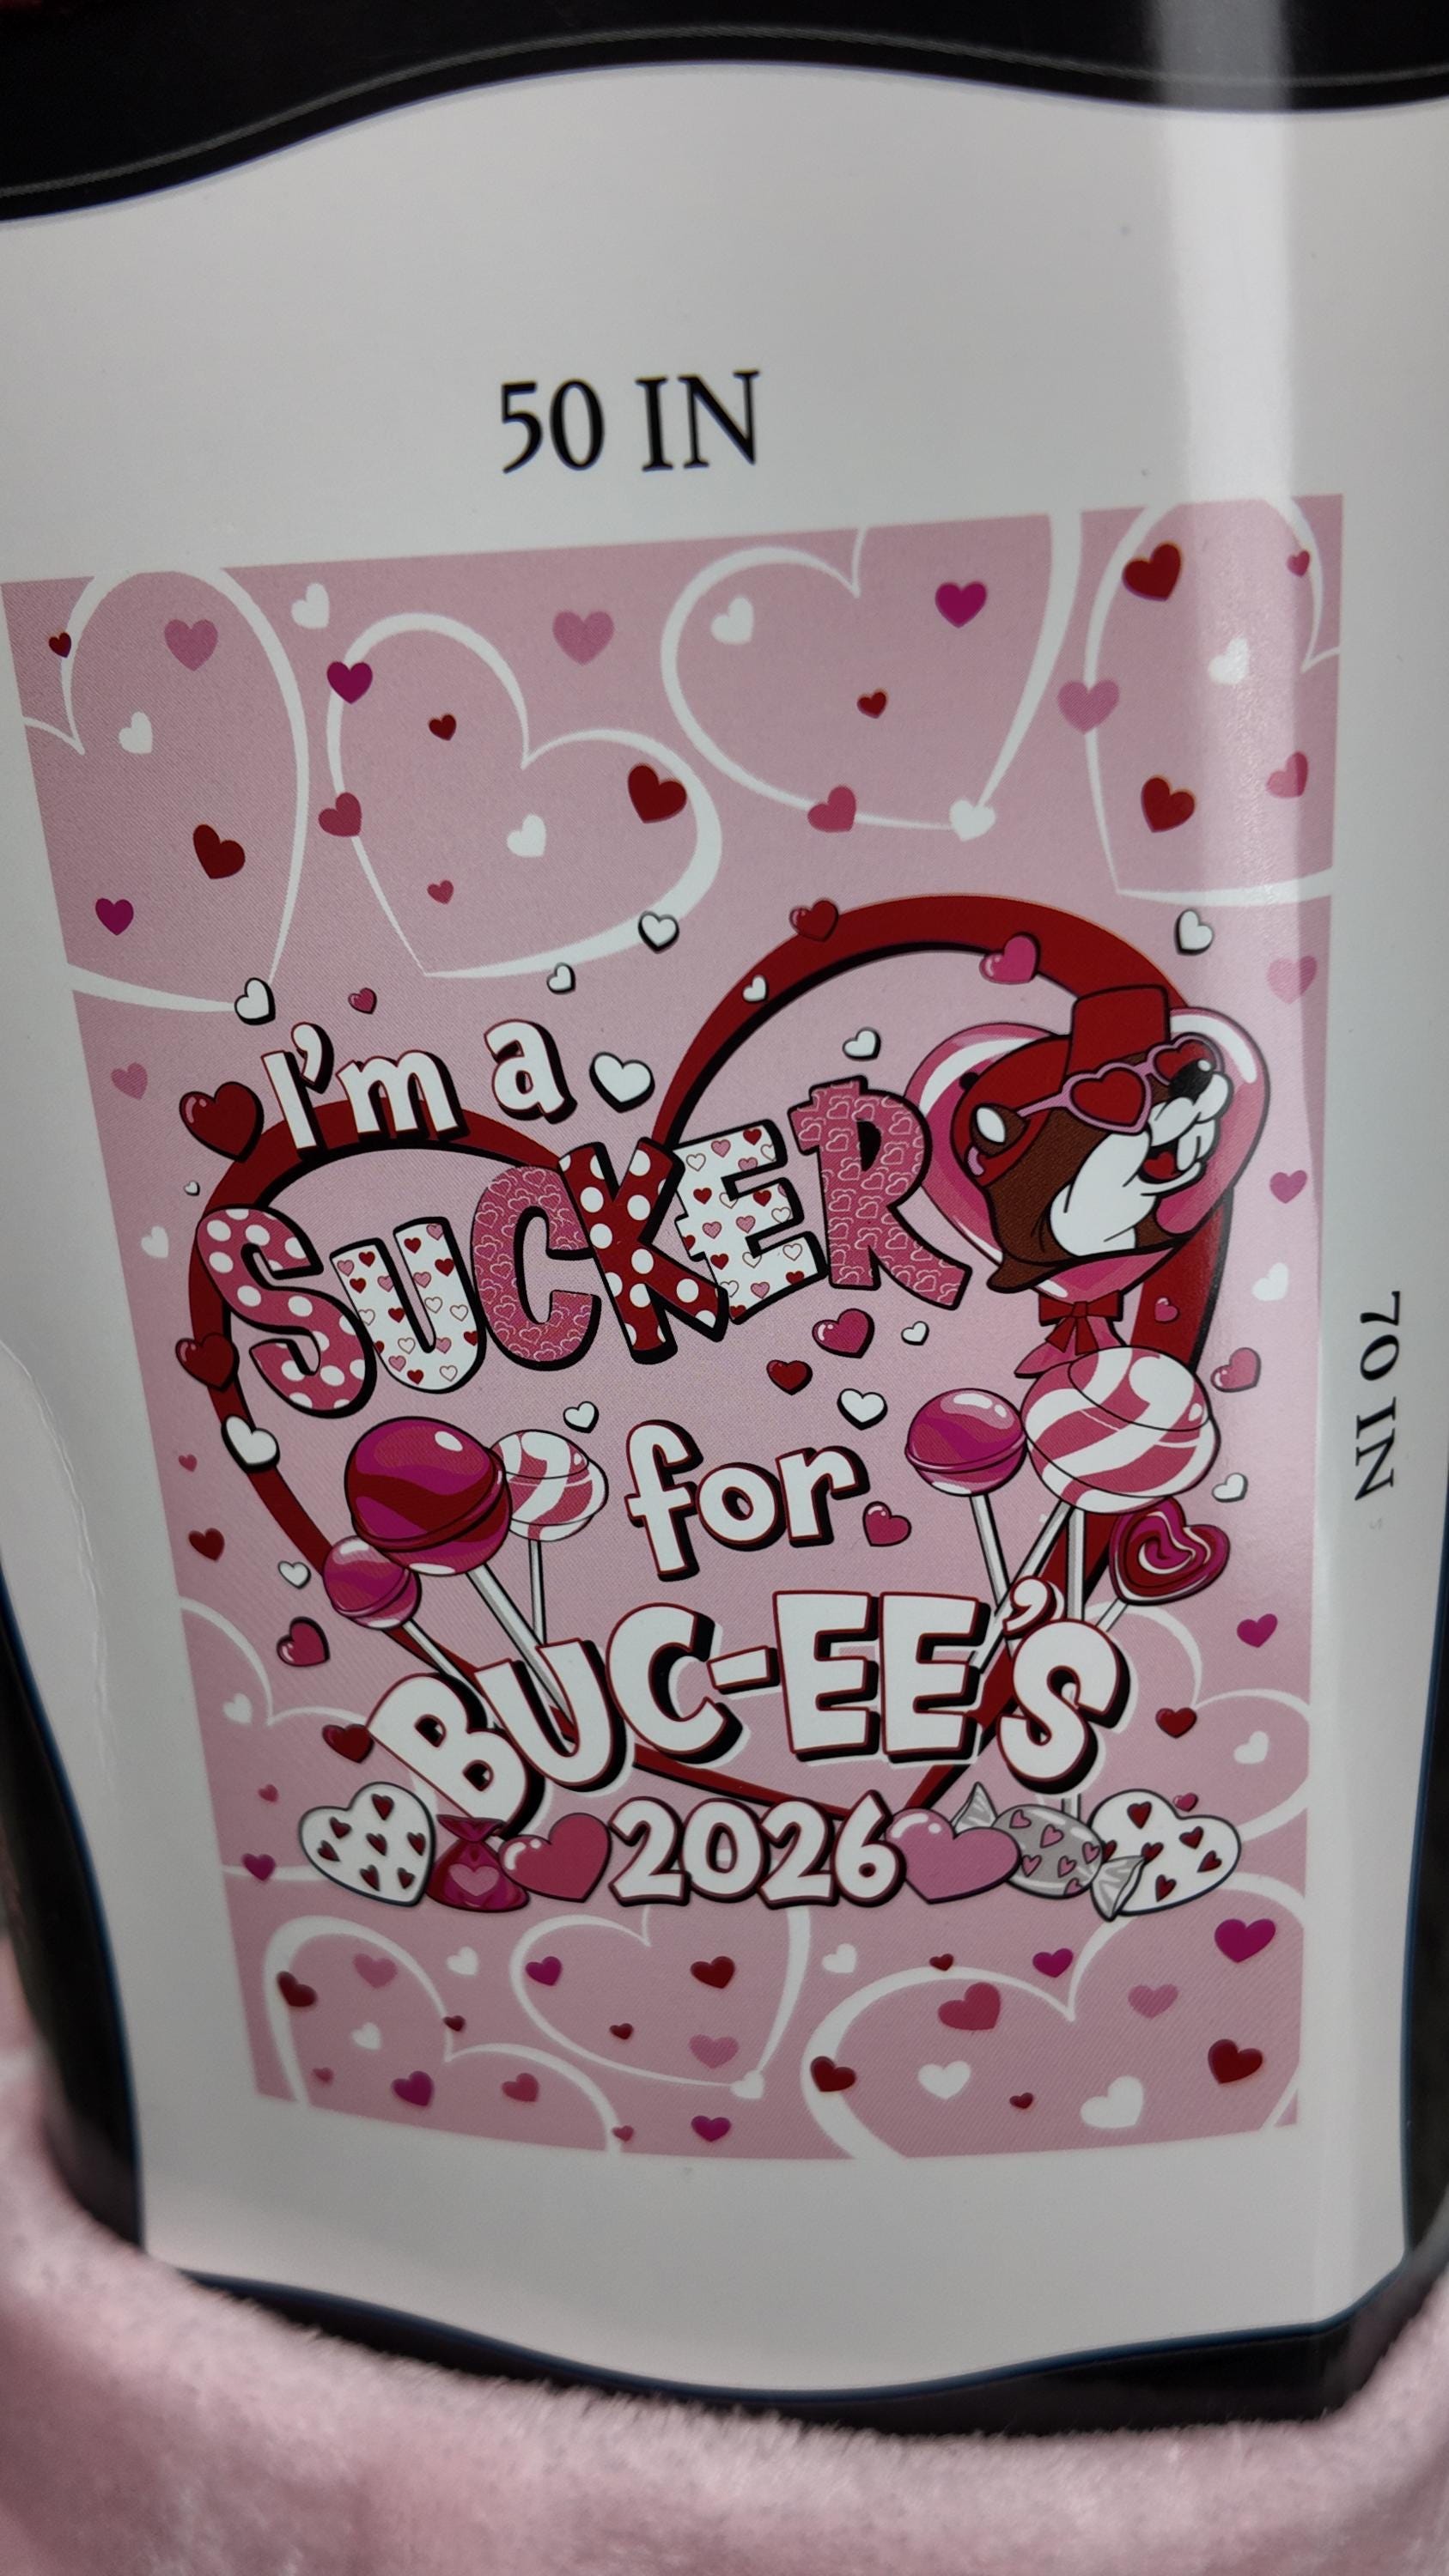 50 IN
I'm a
SUCKER
for
BUC-EE'S
2026
70 IN